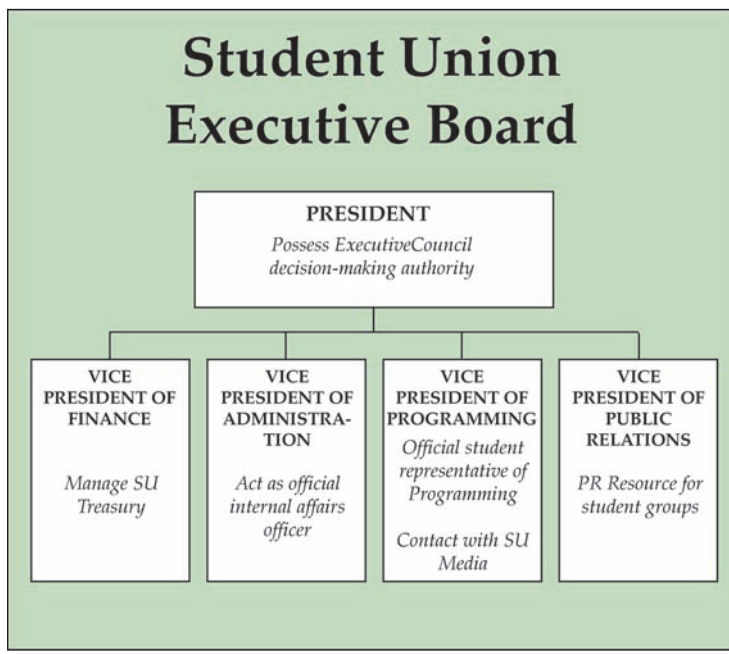 Student Union
Executive Board
PRESIDENT
Possess ExecutiveCouncil
decision-making authority
VICE
PRESIDENT OF
FINANCE
Manage SU
Treasury
VICE
PRESIDENT OF
ADMINISTRA-
TION
Act as official
internal affairs
officer
VICE
PRESIDENT OF
PROGRAMMING
Official student
representative of
Programming
Contact with SU
Media
VICE
PRESIDENT OF
PUBLIC
RELATIONS
PR Resource for
student groups